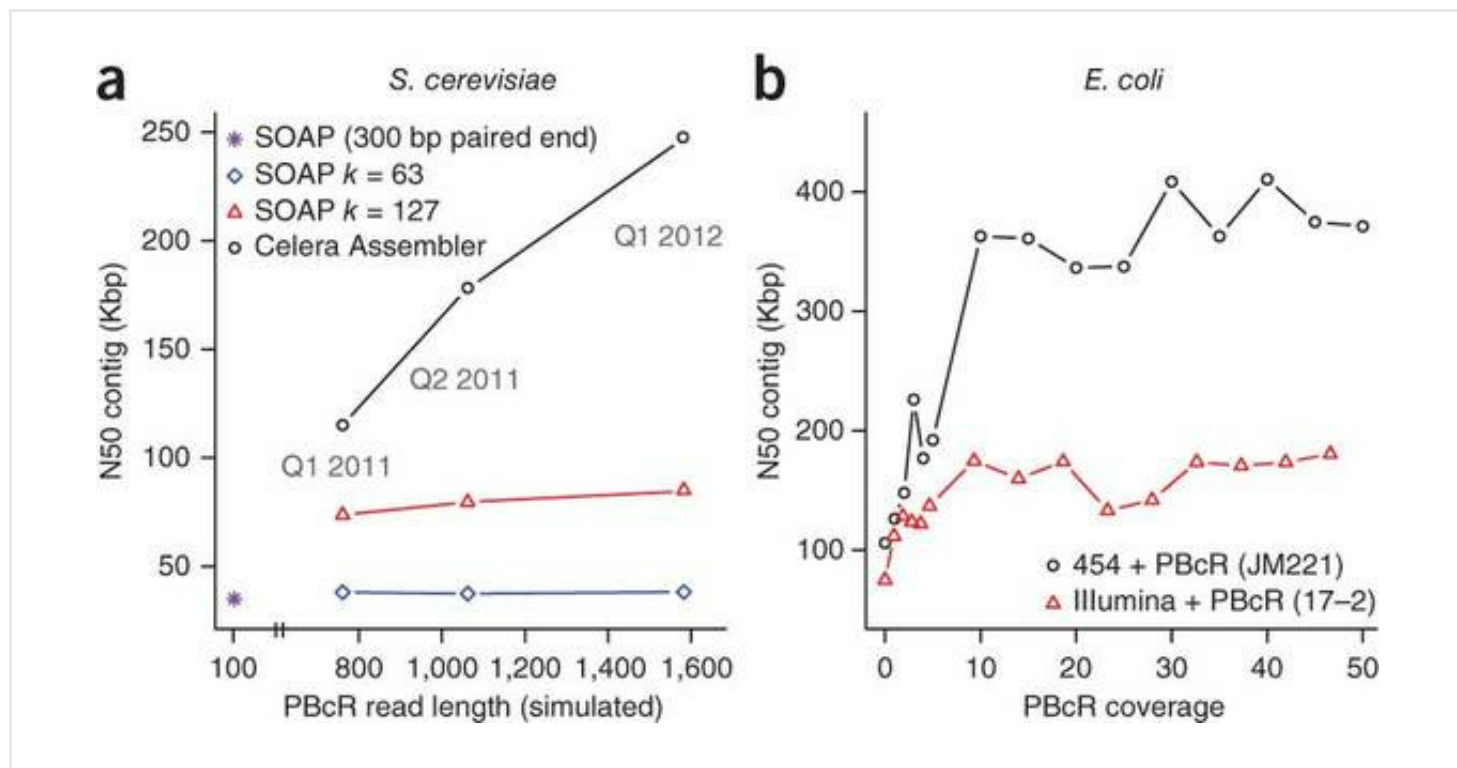 a
S. cerevisiae
250
200
150
100
50
N50 contig (Kbp)
SOAP (300 bp paired end)
SOAP k = 63
SOAP k = 127
Celera Assembler
Q1 2012
Q2 2011
Q1 2011
100 800 1,000 1,200 1,400 1,600
PBcR read length (simulated)
b
E. coli
400
300
200
100
N50 contig (Kbp)
454 + PBcR (JM221)
Illumina + PBcR (17–2)
0 10 20 30 40 50
PBcR coverage